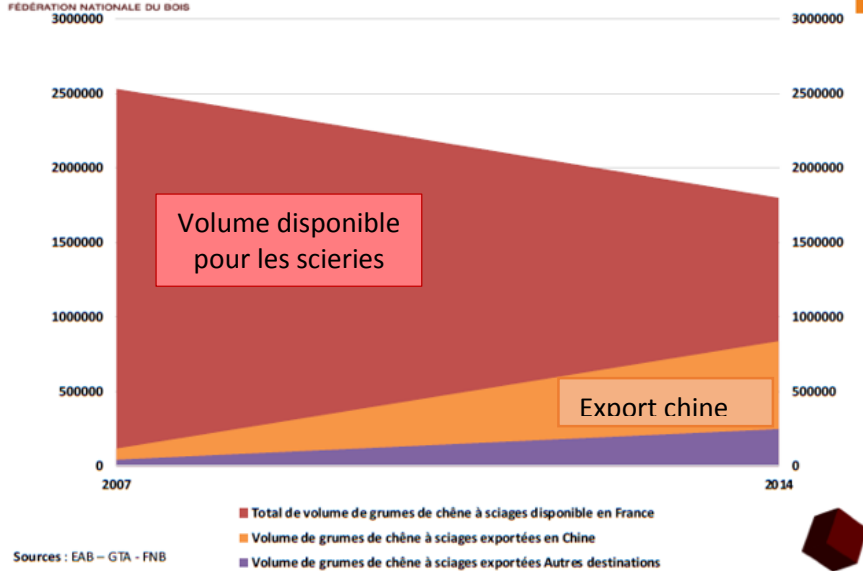 FÉDÉRATION NATIONALE DU BOIS
3000000 3000000
2500000 2500000
2000000 2000000
Volume disponible
pour les scieries
1500000 1500000
1000000 1000000
500000 500000
Export chine
0 0
2007 2014
Total de volume de grumes de chêne à sciages disponible en France
Volume de grumes de chêne à sciages exportées en Chine
Volume de grumes de chêne à sciages exportées Autres destinations
Sources : EAB – GTA - FNB